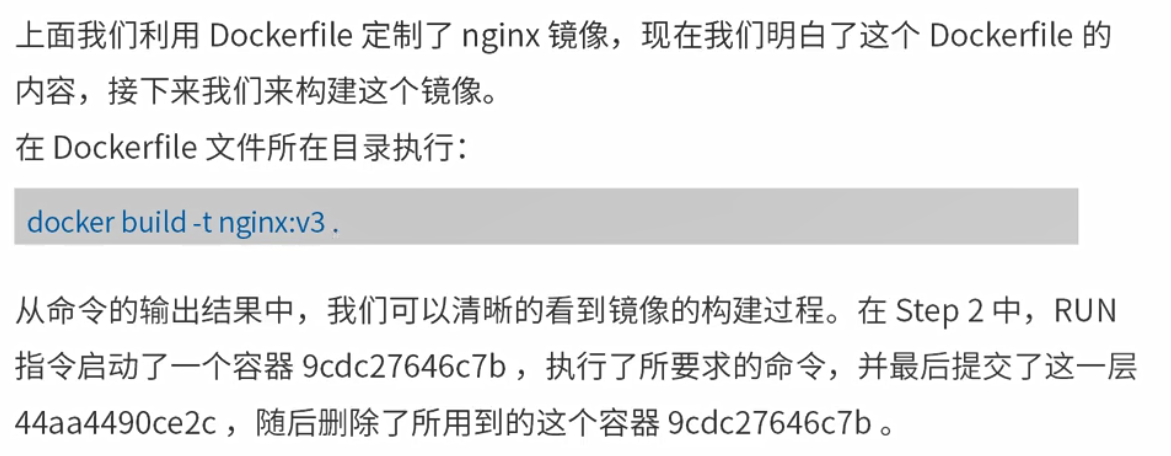 上面我们利用 Dockerfile 定制了 nginx 镜像，现在我们明白了这个 Dockerfile 的
内容，接下来我们来构建这个镜像。
在 Dockerfile 文件所在目录执行：
docker build -t nginx:v3 .
从命令的输出结果中，我们可以清晰的看到镜像的构建过程。在 Step 2 中，RUN
指令启动了一个容器 9cdc27646c7b ，执行了所要求的命令，并最后提交了这一层
44aa4490ce2c ，随后删除了所用到的这个容器 9cdc27646c7b 。